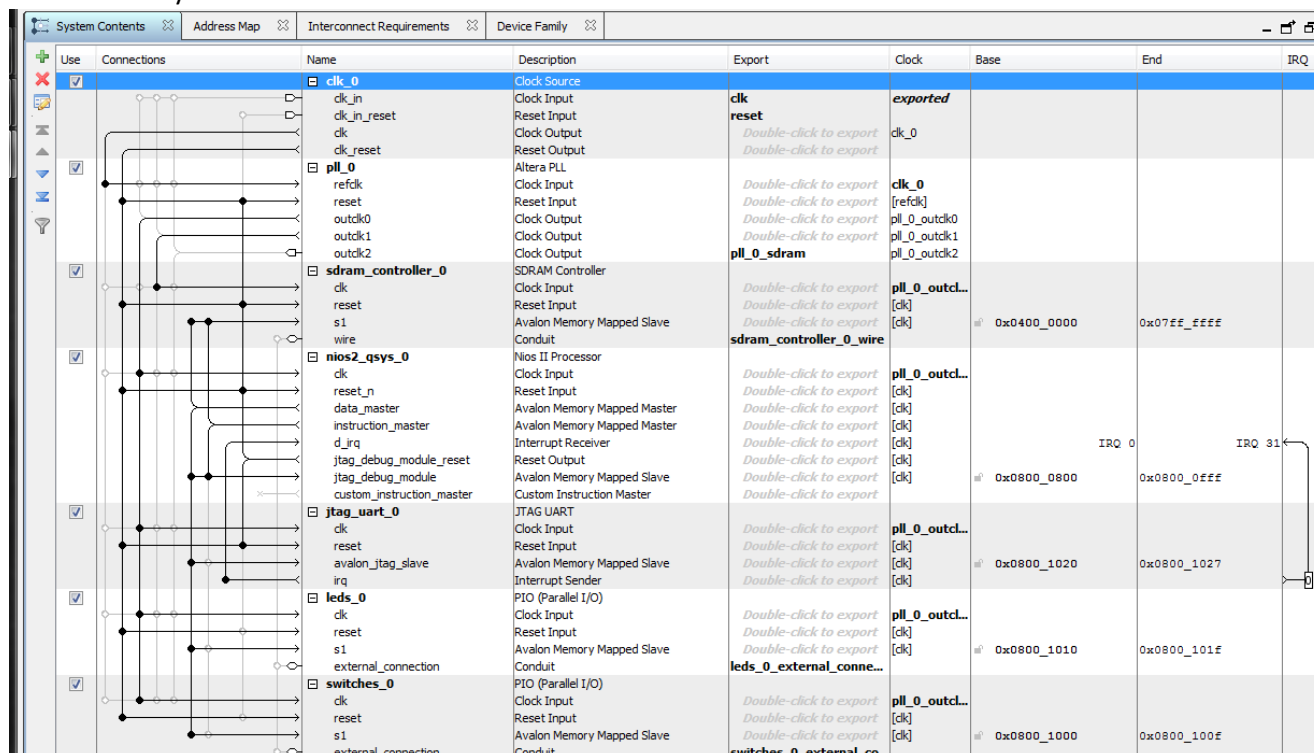 System Contents Address Map Interconnect Requirements Device Family
Use Connections Name Description Export Clock Base End IRQ
clk_0 Clock Source
clk_in Clock Input clk exported
clk_in_reset Reset Input reset
clk Clock Output Double-click to export clk_0
clk_reset Reset Output Double-click to export
pll_0 Altera PLL
refclk Clock Input Double-click to export clk_0
reset Reset Input Double-click to export [refclk]
outclk0 Clock Output Double-click to export pll_0_outclk0
outclk1 Clock Output Double-click to export pll_0_outclk1
outclk2 Clock Output pll_0_sdram pll_0_outclk2
sdram_controller_0 SDRAM Controller
clk Clock Input Double-click to export pll_0_outcl...
reset Reset Input Double-click to export [clk]
s1 Avalon Memory Mapped Slave Double-click to export [clk] 0x0400_0000 0x07ff_ffff
wire Conduit sdram_controller_0_wire
nios2_qsys_0 Nios II Processor
clk Clock Input Double-click to export pll_0_outcl...
reset_n Reset Input Double-click to export [clk]
data_master Avalon Memory Mapped Master Double-click to export [clk]
instruction_master Avalon Memory Mapped Master Double-click to export [clk]
d_irq Interrupt Receiver Double-click to export [clk] IRQ 0 IRQ 31
jtag_debug_module_reset Reset Output Double-click to export [clk]
jtag_debug_module Avalon Memory Mapped Slave Double-click to export [clk] 0x0800_0800 0x0800_0fff
custom_instruction_master Custom Instruction Master Double-click to export
jtag_uart_0 JTAG UART
clk Clock Input Double-click to export pll_0_outcl...
reset Reset Input Double-click to export [clk]
avalon_jtag_slave Avalon Memory Mapped Slave Double-click to export [clk] 0x0800_1020 0x0800_1027
irq Interrupt Sender Double-click to export [clk] 0
leds_0 PIO (Parallel I/O)
clk Clock Input Double-click to export pll_0_outcl...
reset Reset Input Double-click to export [clk]
s1 Avalon Memory Mapped Slave Double-click to export [clk] 0x0800_1010 0x0800_101f
external_connection Conduit leds_0_external_conne...
switches_0 PIO (Parallel I/O)
clk Clock Input Double-click to export pll_0_outcl...
reset Reset Input Double-click to export [clk]
s1 Avalon Memory Mapped Slave Double-click to export [clk] 0x0800_1000 0x0800_100f
external_connection Conduit switches_0_external_co